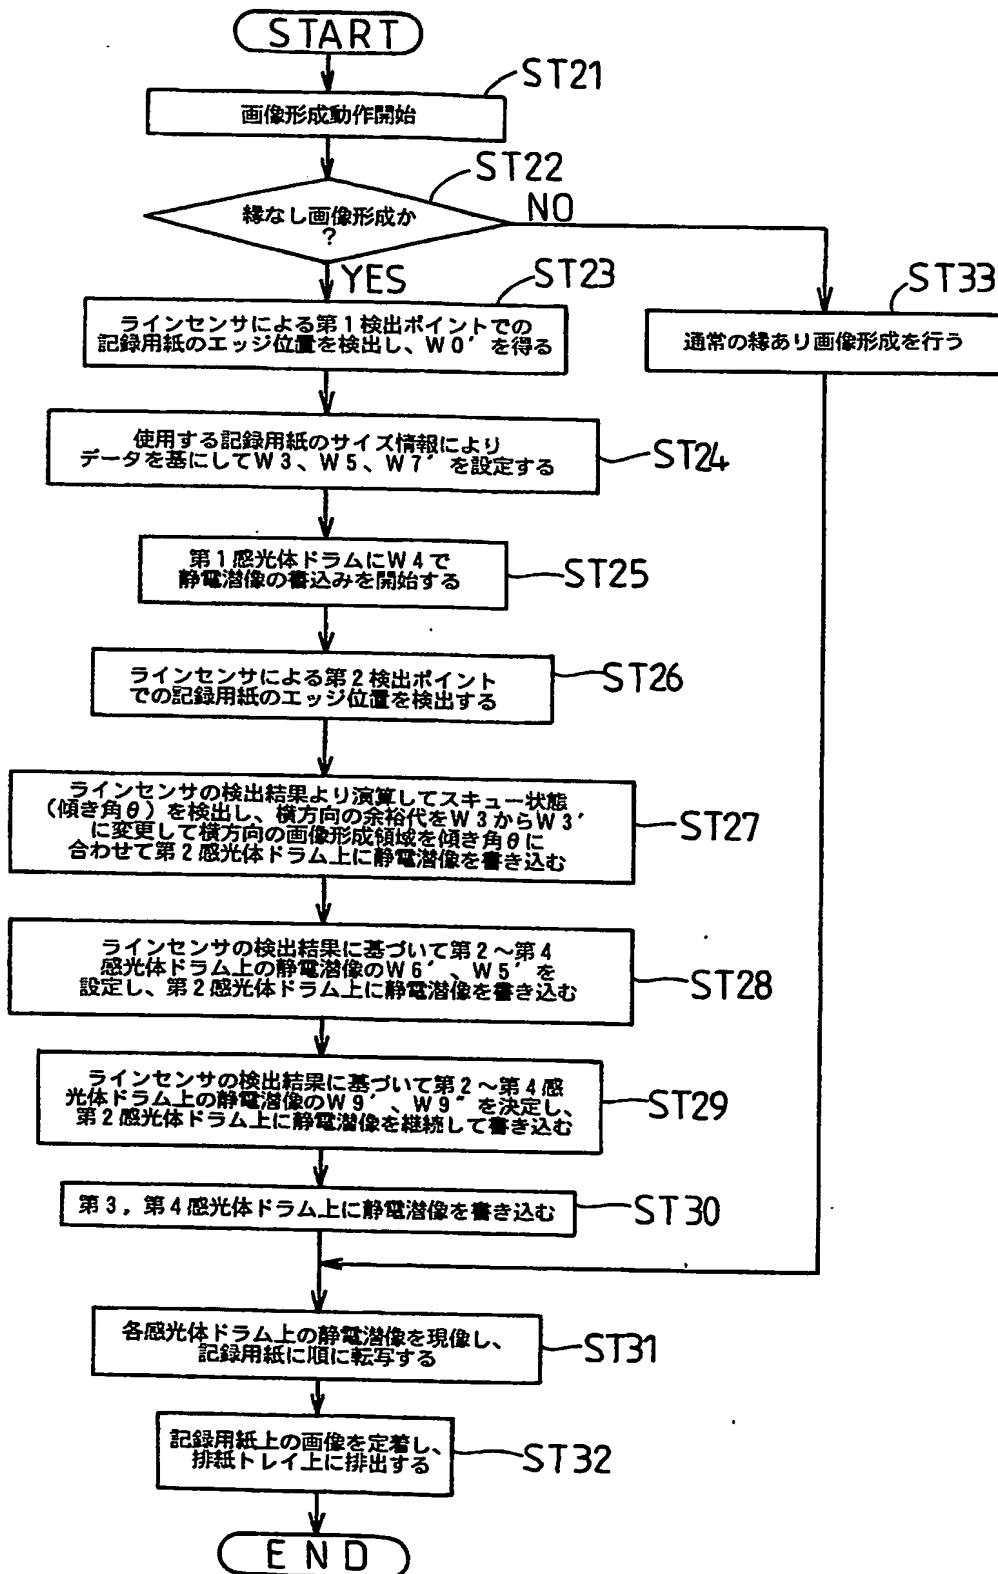 START
ST21
画像形成動作開始
ST22
縁なし画像形成か
?
NO
YES
ST23
ラインセンサによる第1検出ポイントでの
記録用紙のエッジ位置を検出し、W0′を得る
ST33
通常の縁あり画像形成を行う
使用する記録用紙のサイズ情報により
データを基にしてW3、W5、W7′を設定する
ST24
第1感光体ドラムにW4で
静電潜像の書込みを開始する
ST25
ラインセンサによる第2検出ポイント
での記録用紙のエッジ位置を検出する
ST26
ラインセンサの検出結果より演算してスキュー状態
(傾き角θ)を検出し、横方向の余裕代をW3からW3′
に変更して横方向の画像形成領域を傾き角θに
合わせて第2感光体ドラム上に静電潜像を書き込む
ST27
ラインセンサの検出結果に基づいて第2~第4
感光体ドラム上の静電潜像のW6′、W5′を
設定し、第2感光体ドラム上に静電潜像を書き込む
ST28
ラインセンサの検出結果に基づいて第2~第4感
光体ドラム上の静電潜像のW9′、W9″を決定し、
第2感光体ドラム上に静電潜像を継続して書き込む
ST29
第3,第4感光体ドラム上に静電潜像を書き込む
ST30
各感光体ドラム上の静電潜像を現像し、
記録用紙に順に転写する
ST31
記録用紙上の画像を定着し、
排紙トレイ上に排出する
ST32
END